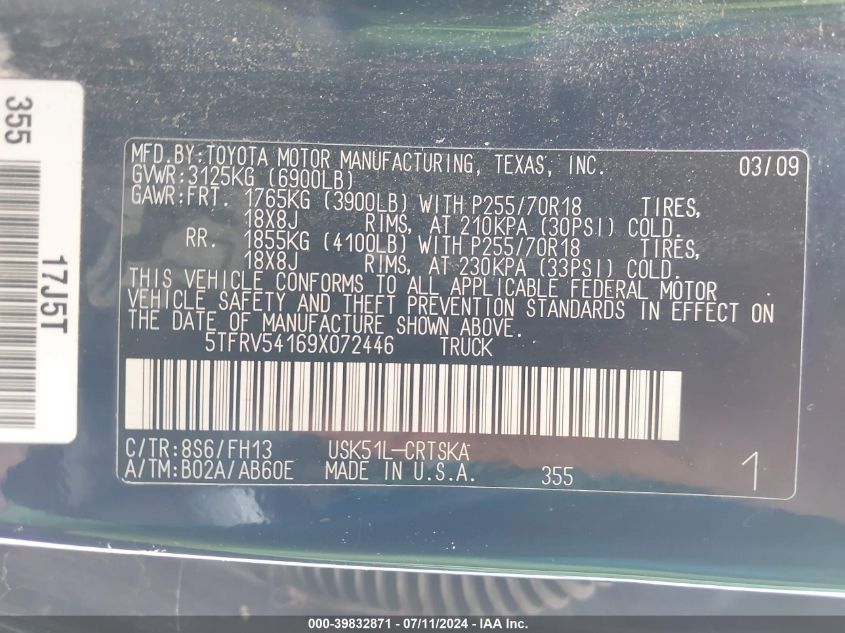 355
17J5T
MFD.BY:TOYOTA MOTOR MANUFACTURING, TEXAS, INC. 03/09
GVWR:3125KG (6900LB)
GAWR:FRT. 1765KG (3900LB) WITH P255/70R18 TIRES,
18X8J RIMS, AT 210KPA (30PSI) COLD.
RR. 1855KG (4100LB) WITH P255/70R18 TIRES,
18X8J RIMS, AT 230KPA (33PSI) COLD.
THIS VEHICLE CONFORMS TO ALL APPLICABLE FEDERAL MOTOR
VEHICLE SAFETY AND THEFT PREVENTION STANDARDS IN EFFECT ON
THE DATE OF MANUFACTURE SHOWN ABOVE.
5TFRV54169X072446 TRUCK
C/TR:8S6/FH13 USK51L-CRTSKA
A/TM:B02A/AB60E MADE IN U.S.A. 355 1
000-39832871 - 07/11/2024 - IAA Inc.